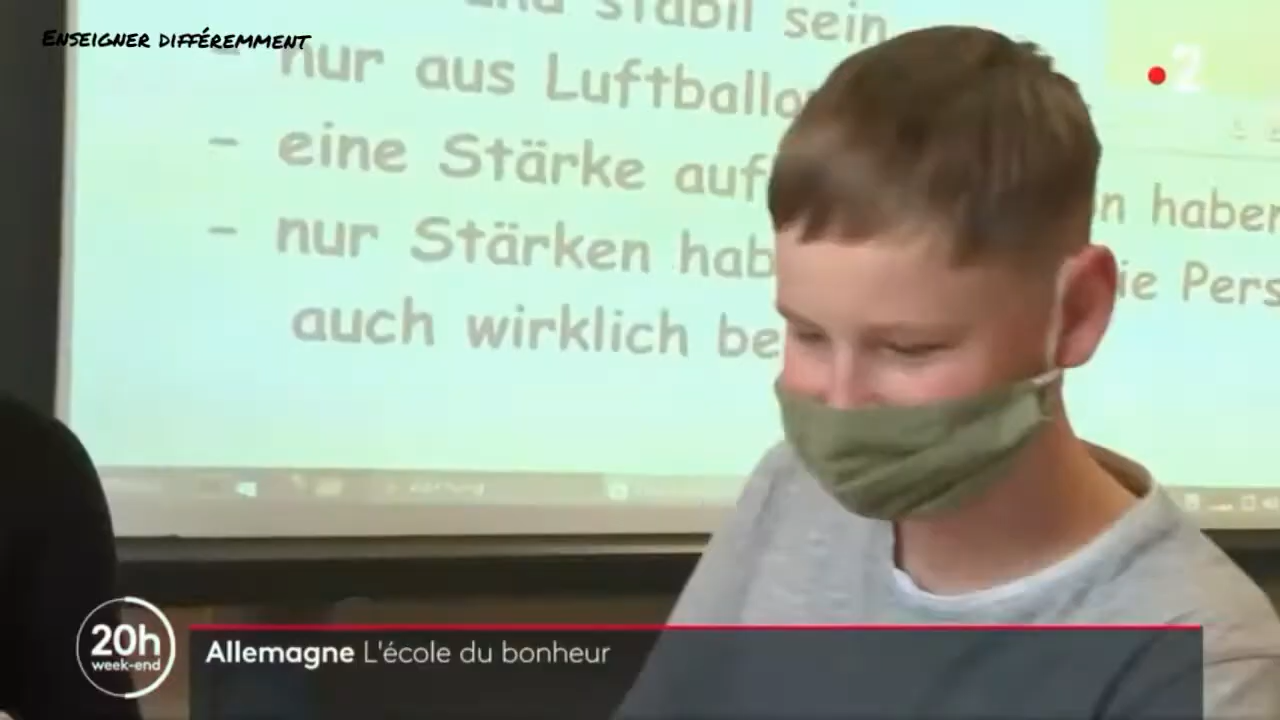 ENSEIGNER DIFFÉREMMENT
2
stabil sein
- nur aus Luftballo
- eine Stärke auf
n haben
- nur Stärken hab
ie Pers
auch wirklich be
20h
week-end
Allemagne L'école du bonheur